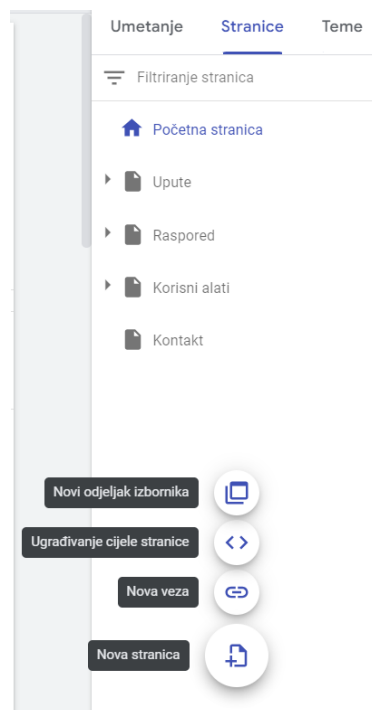 Umetanje
Stranice
Teme
Filtriranje stranica
Početna stranica
Upute
Raspored
Korisni alati
Kontakt
Novi odjeljak izbornika
Ugrađivanje cijele stranice
Nova veza
Nova stranica